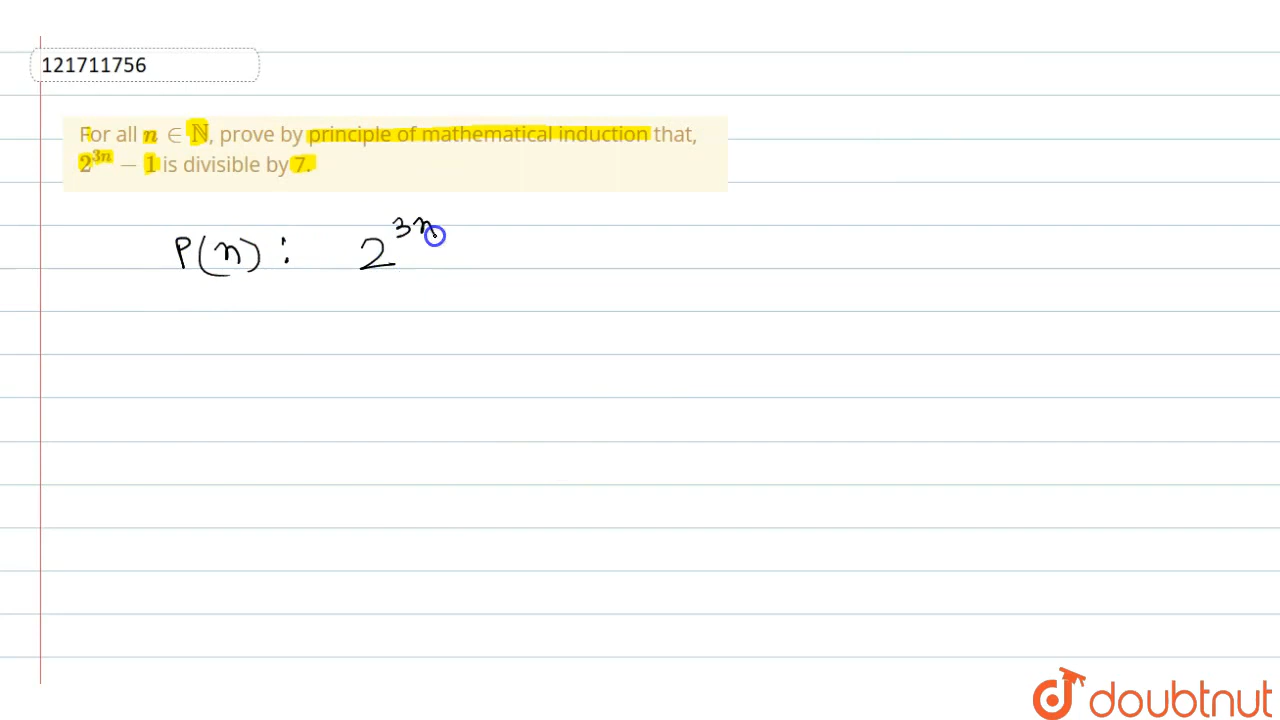 121711756
For all n ∈ ℕ, prove by principle of mathematical induction that,
2^{3n} − 1 is divisible by 7.
P(n) : 2^{3n}
doubtnut